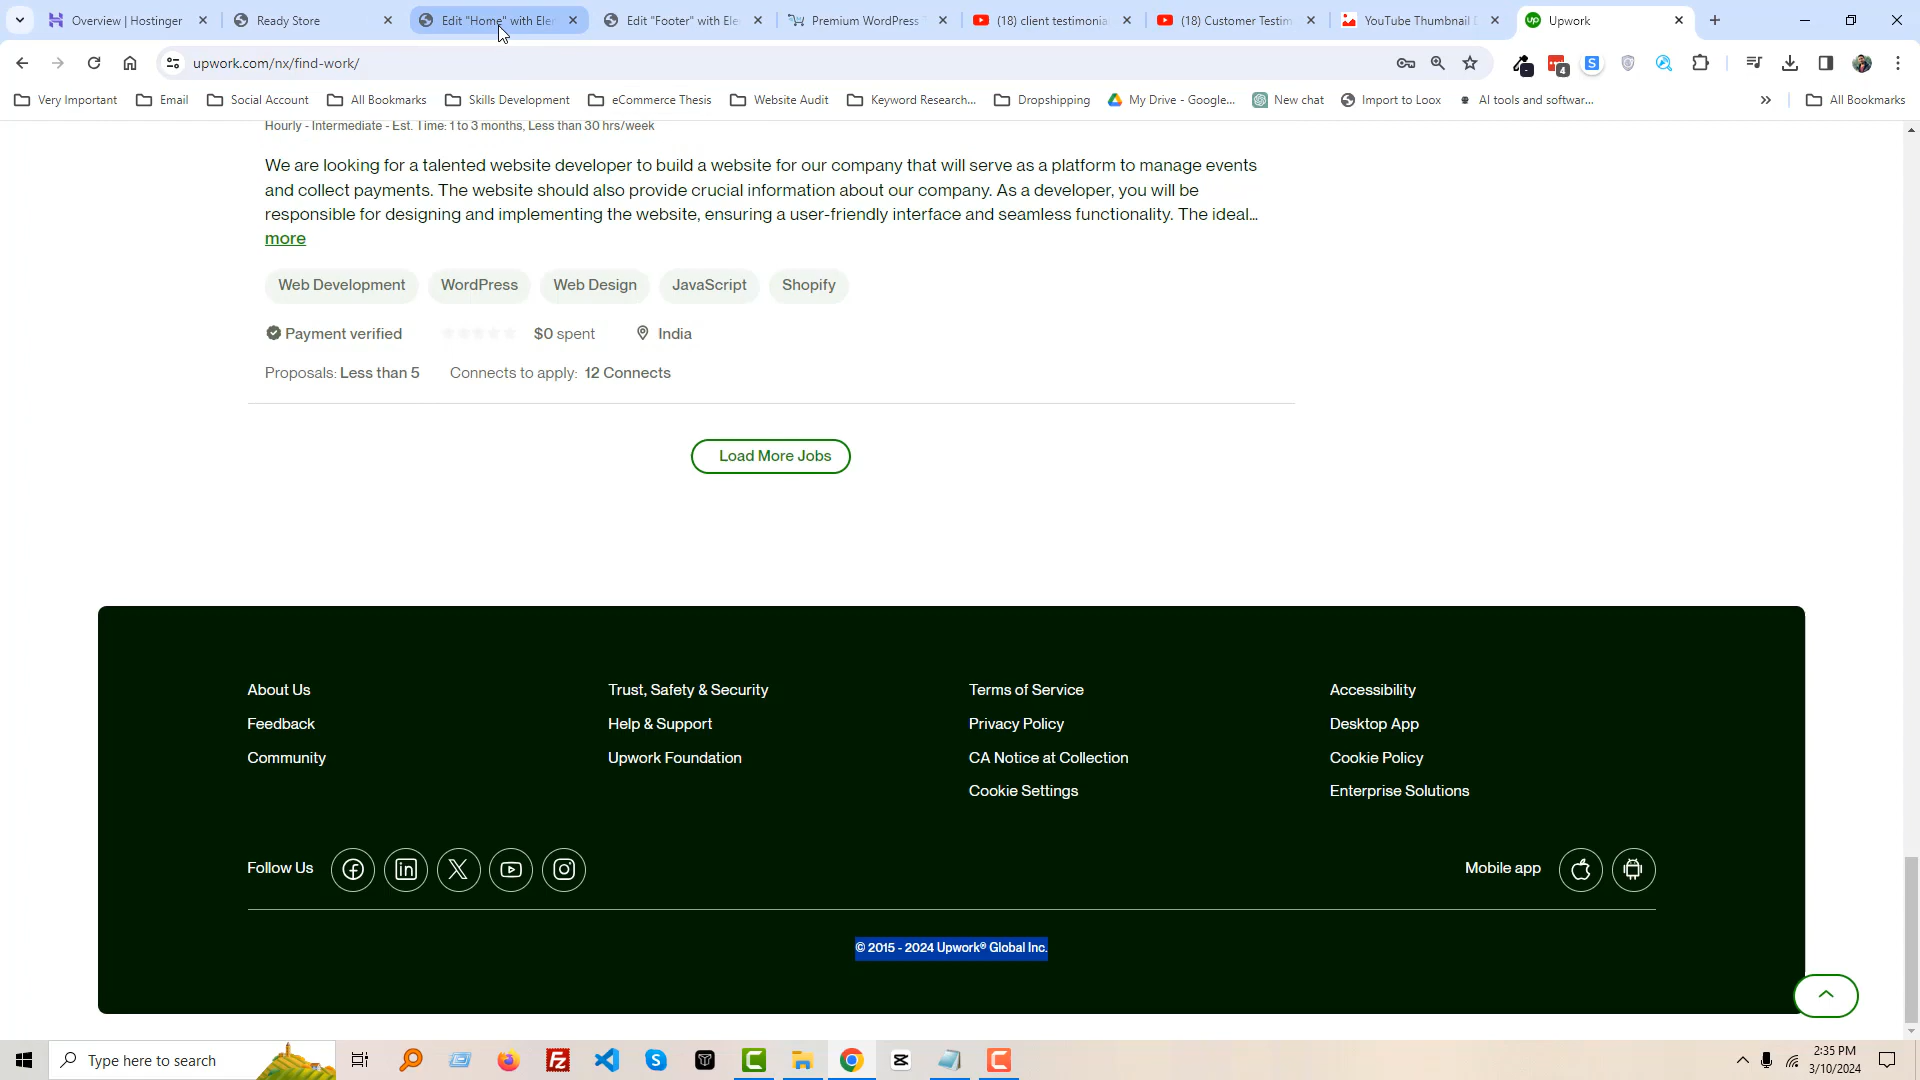 Overview | Hostinger
Ready Store
Edit "Home" with Ele
Edit "Footer" with Ele
Premium WordPress T
(18) client testimonia
(18) Customer Testim
YouTube Thumbnail D
Upwork
upwork.com/nx/find-work/
4
Very Important
Email
Social Account
All Bookmarks
Skills Development
eCommerce Thesis
Website Audit
Keyword Research...
Dropshipping
My Drive - Google...
New chat
Import to Loox
AI tools and softwar...
»
All Bookmarks
Hourly - Intermediate - Est. Time: 1 to 3 months, Less than 30 hrs/week
We are looking for a talented website developer to build a website for our company that will serve as a platform to manage events
and collect payments. The website should also provide crucial information about our company. As a developer, you will be
responsible for designing and implementing the website, ensuring a user-friendly interface and seamless functionality. The ideal...
more
Web Development
WordPress
Web Design
JavaScript
Shopify
Payment verified
$0 spent
India
Proposals: Less than 5
Connects to apply: 12 Connects
Load More Jobs
About Us
Trust, Safety & Security
Terms of Service
Accessibility
Feedback
Help & Support
Privacy Policy
Desktop App
Community
Upwork Foundation
CA Notice at Collection
Cookie Policy
Cookie Settings
Enterprise Solutions
Follow Us
Mobile app
© 2015 - 2024 Upwork® Global Inc.
Type here to search
2:35 PM
3/10/2024